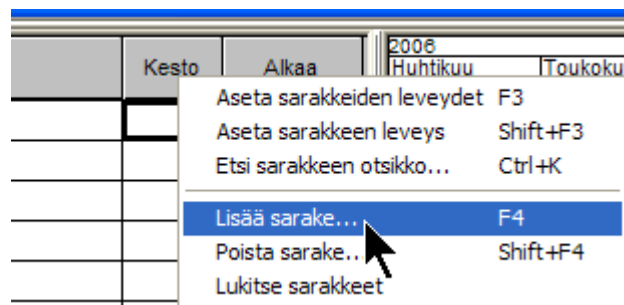 2006
Kesto Alkaa Huhtikuu Toukoku
Aseta sarakkeiden leveydet F3
Aseta sarakkeen leveys Shift+F3
Etsi sarakkeen otsikko... Ctrl+K
Lisää sarake... F4
Poista sarake... Shift+F4
Lukitse sarakkeet